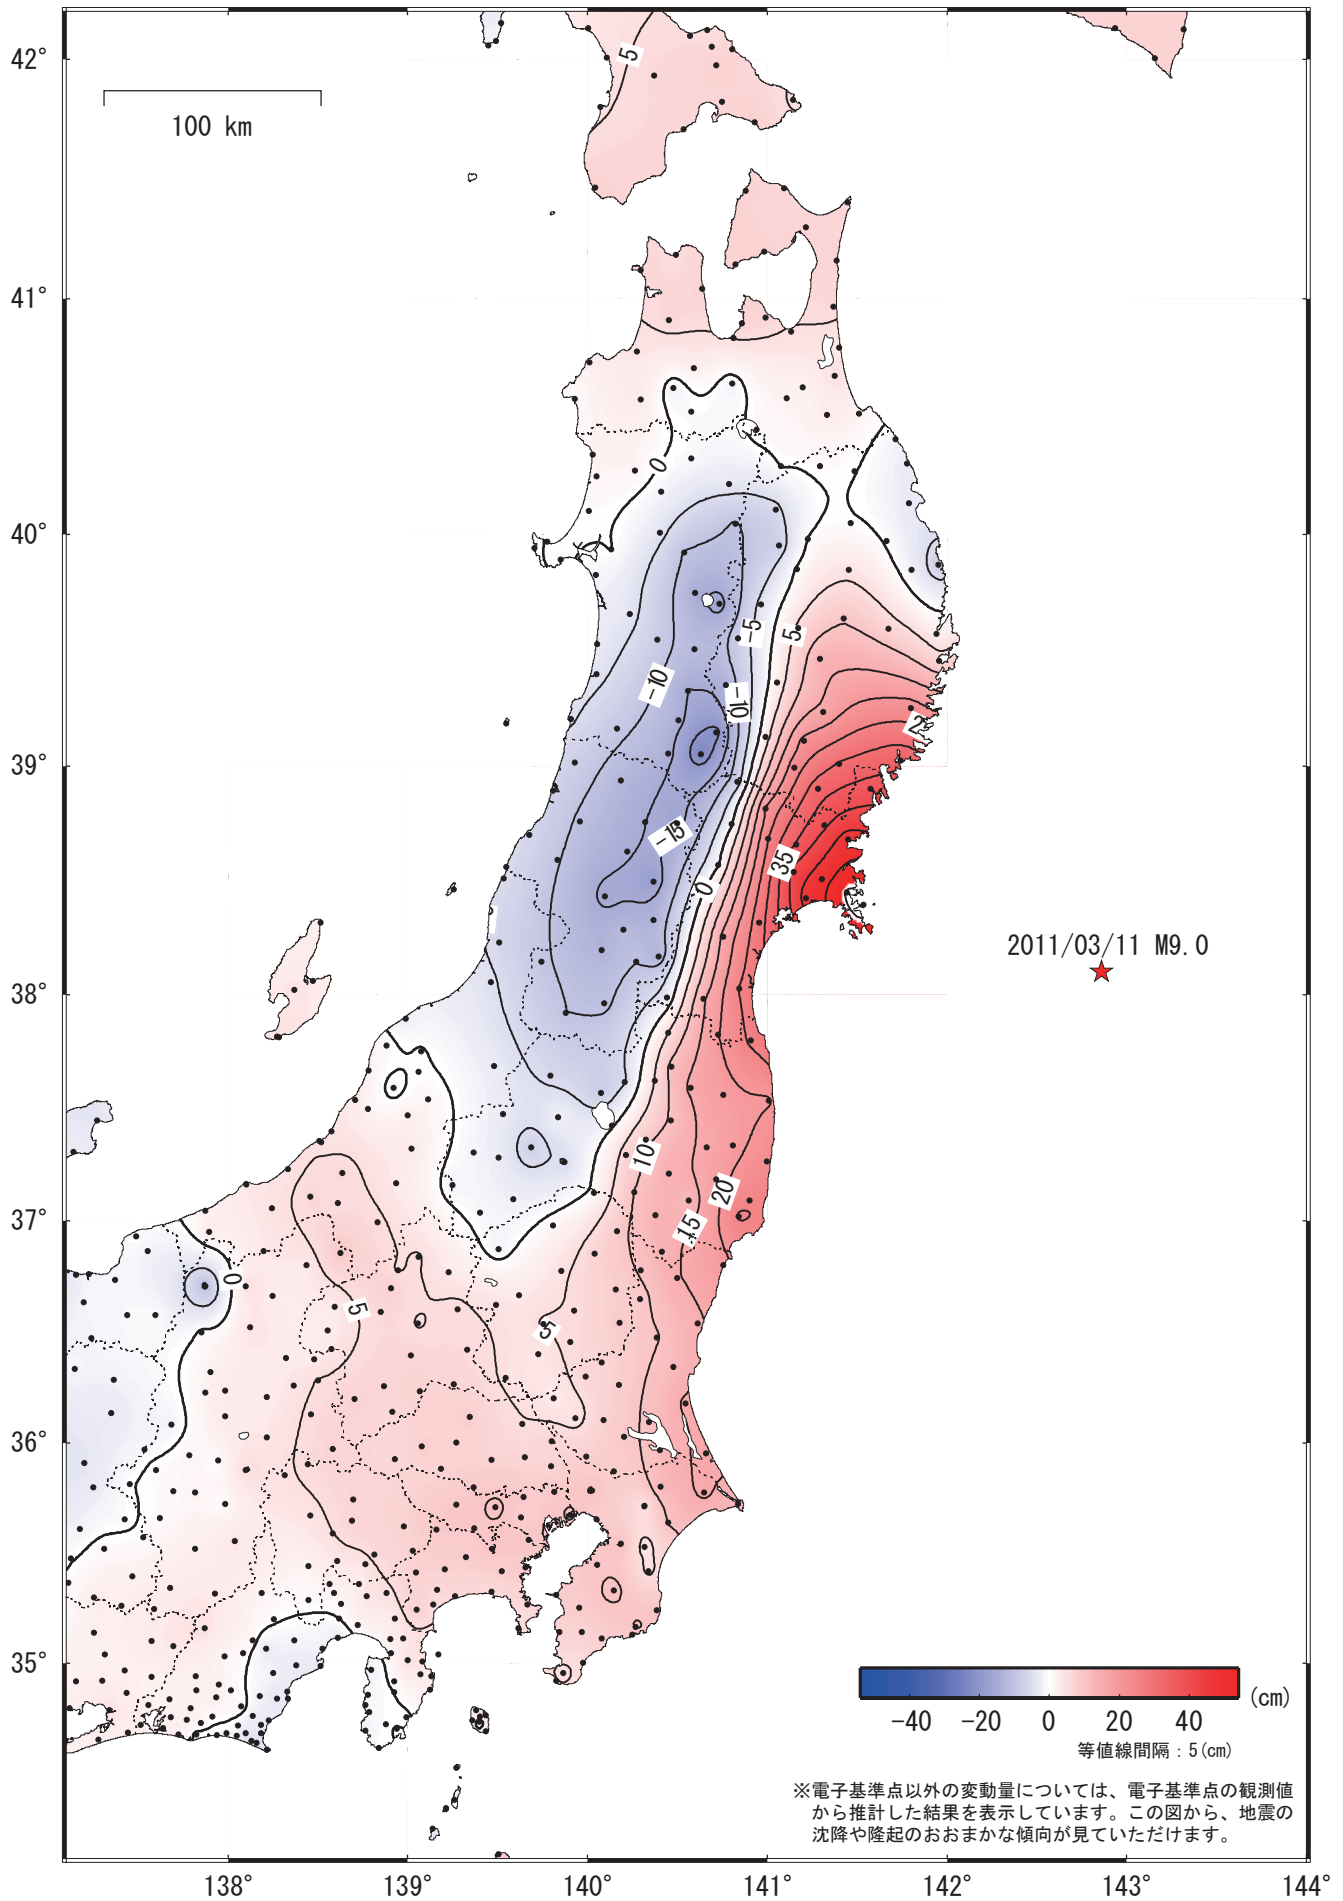 42°
5
100 km
41°
0
40°
-5
5
-10
-10
39°
-15
35
0
2011/03/11 M9.0
38°
10
20
15
37°
0
5
5
36°
35°
(cm)
-40 -20 0 20 40
等値線間隔：5(cm)
※電子基準点以外の変動量については、電子基準点の観測値
から推計した結果を表示しています。この図から、地震の
沈降や隆起のおおまかな傾向が見ていただけます。
138° 139° 140° 141° 142° 143° 144°